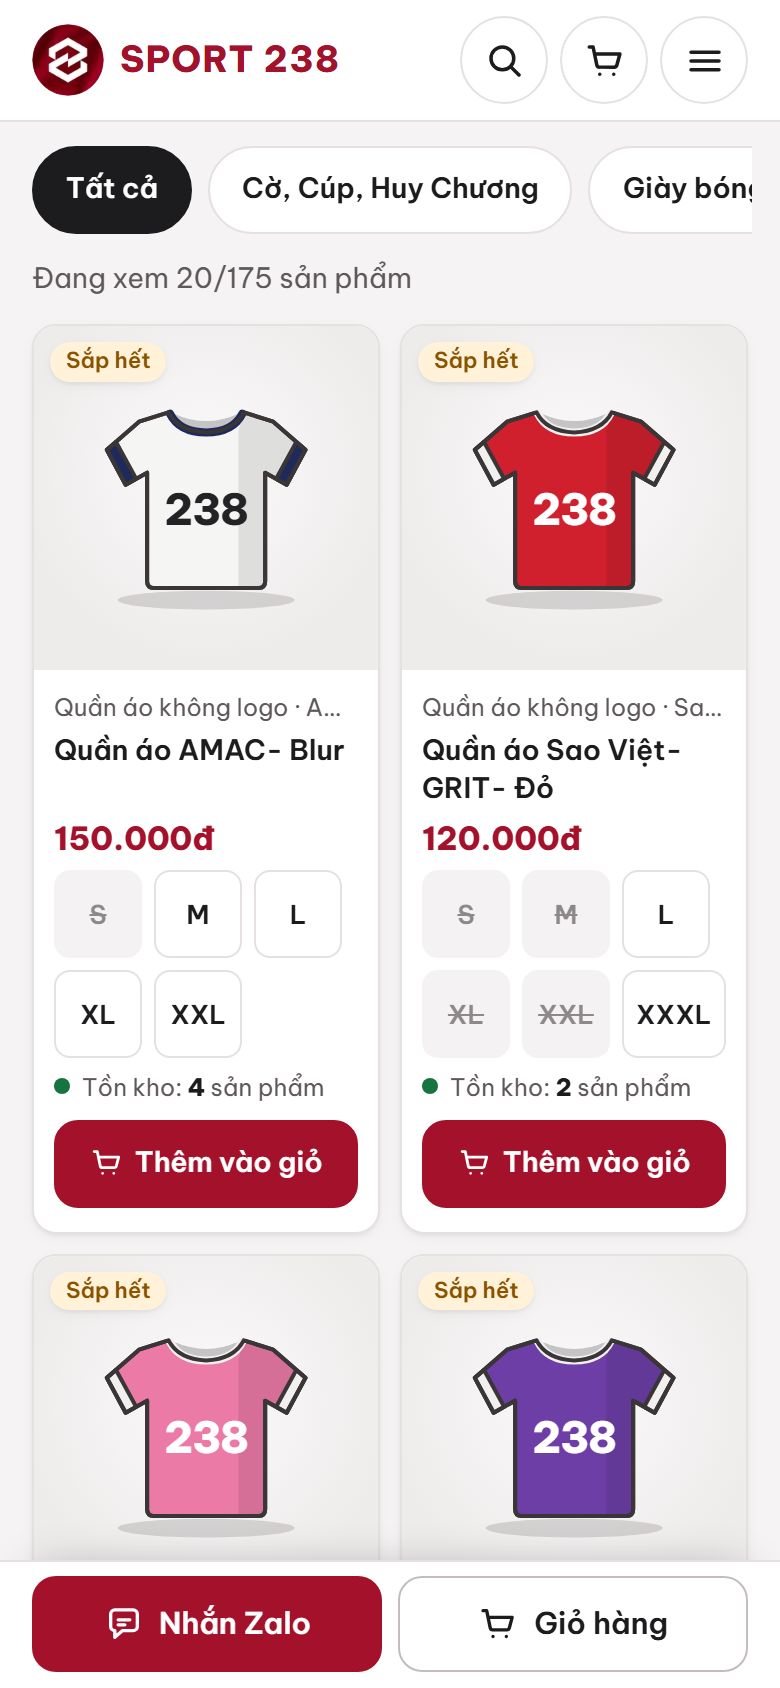 SPORT 238
Tất cả
Cờ, Cúp, Huy Chương
Giày bóng
Đang xem 20/175 sản phẩm
Sắp hết
238
Quần áo không logo · A...
Quần áo AMAC- Blur
150.000đ
S M L
XL XXL
Tồn kho: 4 sản phẩm
Thêm vào giỏ
Sắp hết
238
Quần áo không logo · Sa...
Quần áo Sao Việt-
GRIT- Đỏ
120.000đ
S M L
XL XXL XXXL
Tồn kho: 2 sản phẩm
Thêm vào giỏ
Sắp hết
238
Sắp hết
238
Nhắn Zalo
Giỏ hàng